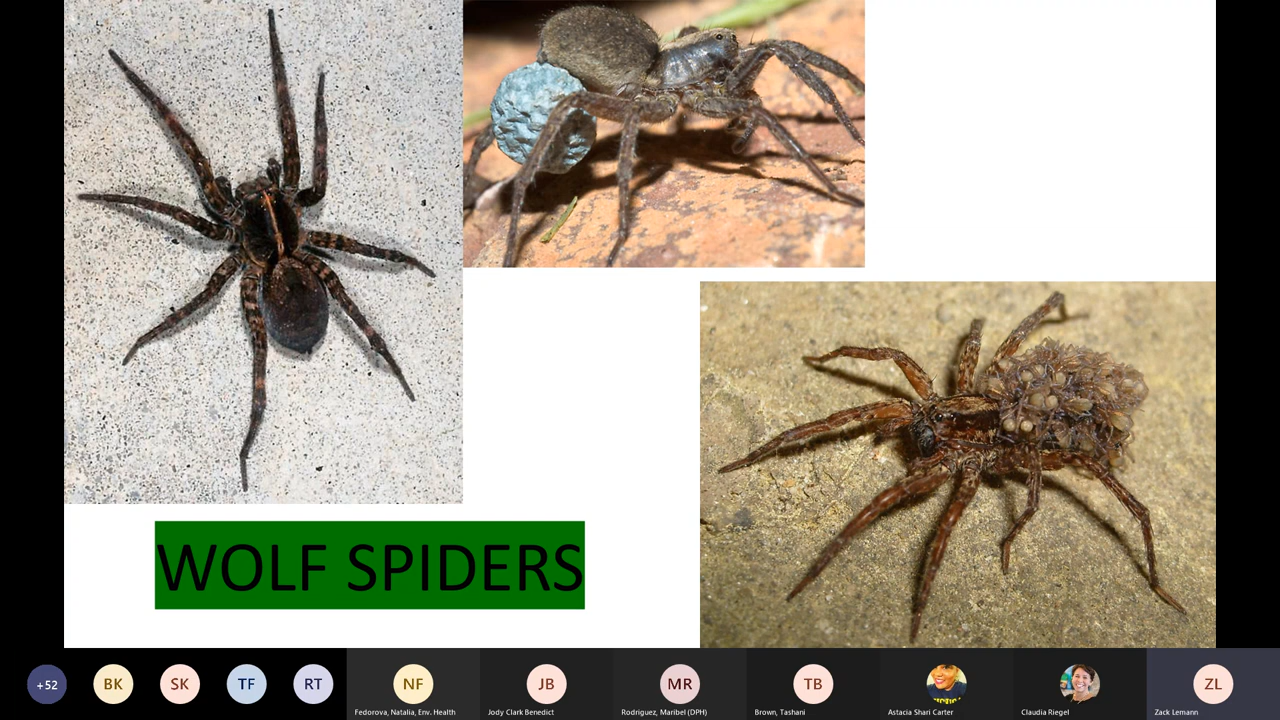 WOLF SPIDERS
+52
BK
SK
TF
RT
NF
JB
MR
TB
ZL
Fedorova, Natalia, Env. Health
Jody Clark Benedict
Rodriguez, Maribel (DPH)
Brown, Tashani
Astacia Shari Carter
Claudia Riegel
Zack Lemann